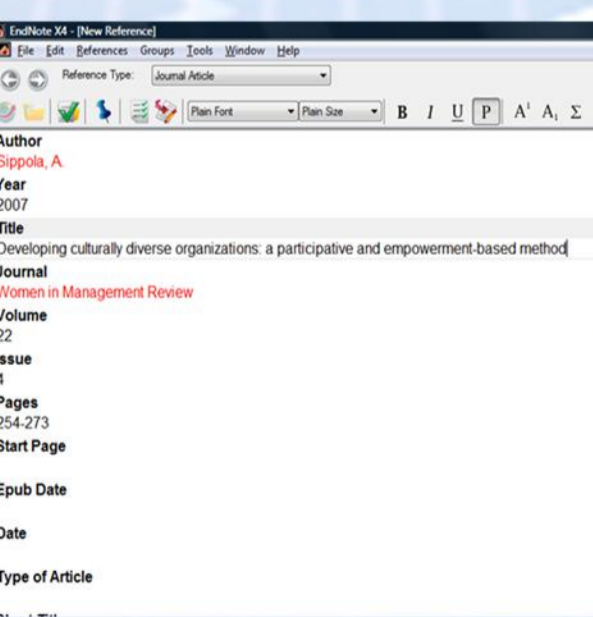 EndNote X4 - [New Reference]
File Edit References Groups Tools Window Help
Reference Type: Journal Article
Plain Font Plain Size B I U P A¹ A₁ Σ
Author
Sippola, A.
Year
2007
Title
Developing culturally diverse organizations: a participative and empowerment-based method
Journal
Women in Management Review
Volume
22
Issue
4
Pages
254-273
Start Page
Epub Date
Date
Type of Article